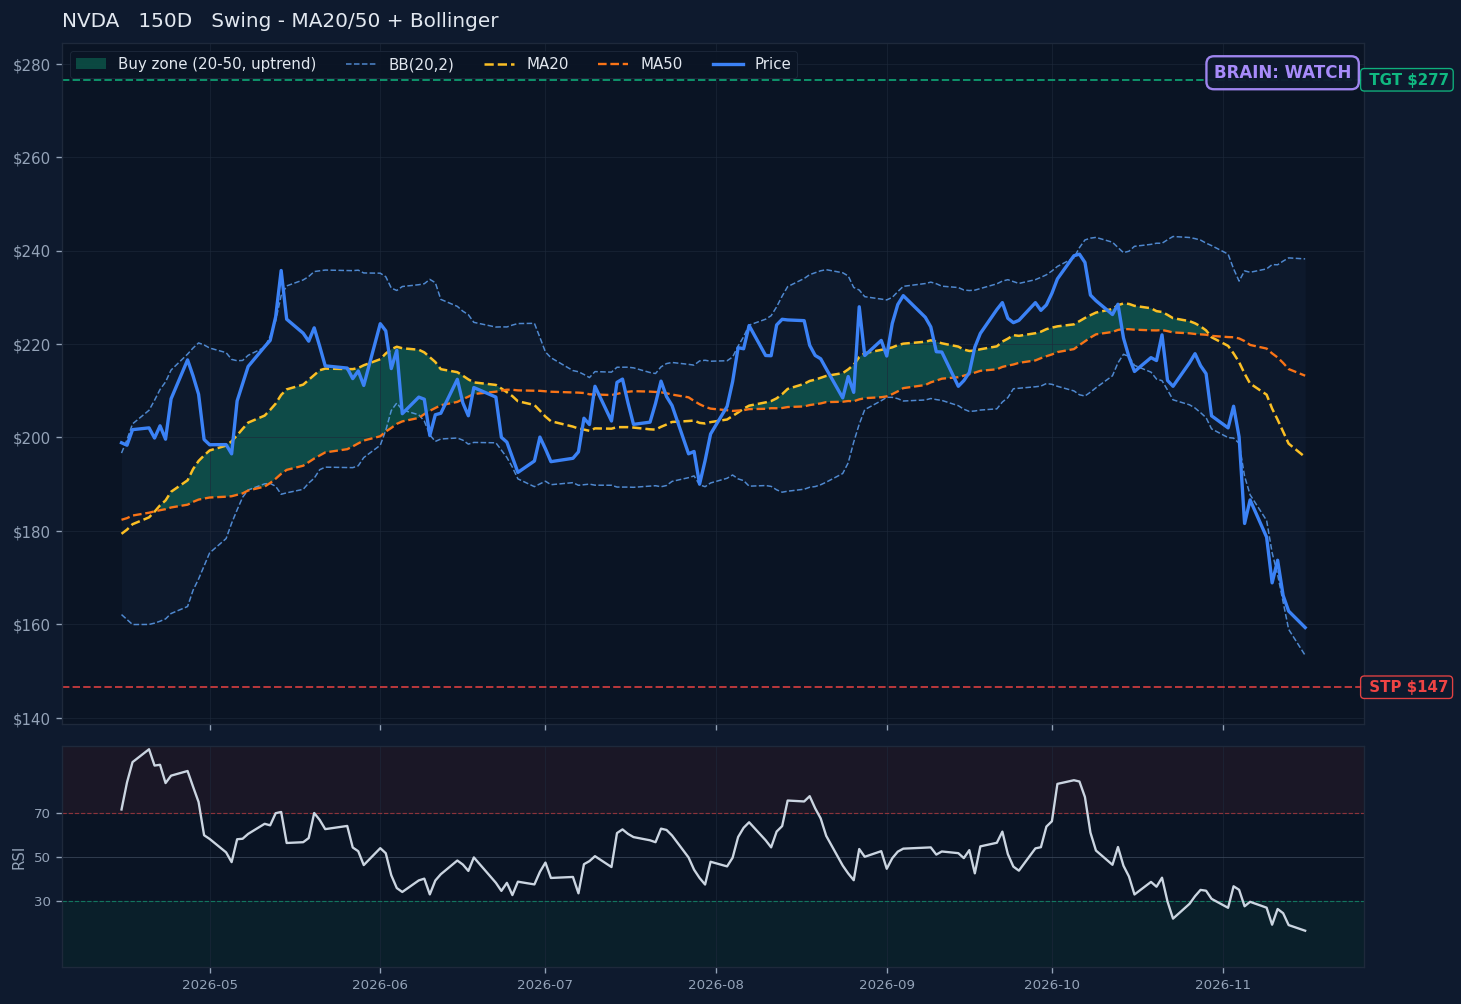 NVDA   150D   Swing - MA20/50 + Bollinger
Buy zone (20-50, uptrend)   BB(20,2)   MA20   MA50   Price
BRAIN: WATCH
TGT $277
$280
$260
$240
$220
$200
$180
$160
$140
STP $147
RSI
70
50
30
2026-05   2026-06   2026-07   2026-08   2026-09   2026-10   2026-11